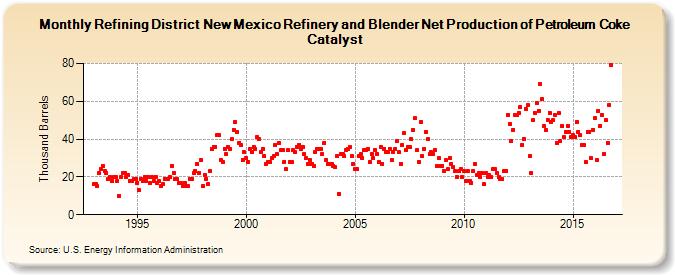 Monthly Refining District New Mexico Refinery and Blender Net Production of Petroleum Coke
Catalyst
Thousand Barrels
80
60
40
20
0
1995
2000
2005
2010
2015
Source: U.S. Energy Information Administration